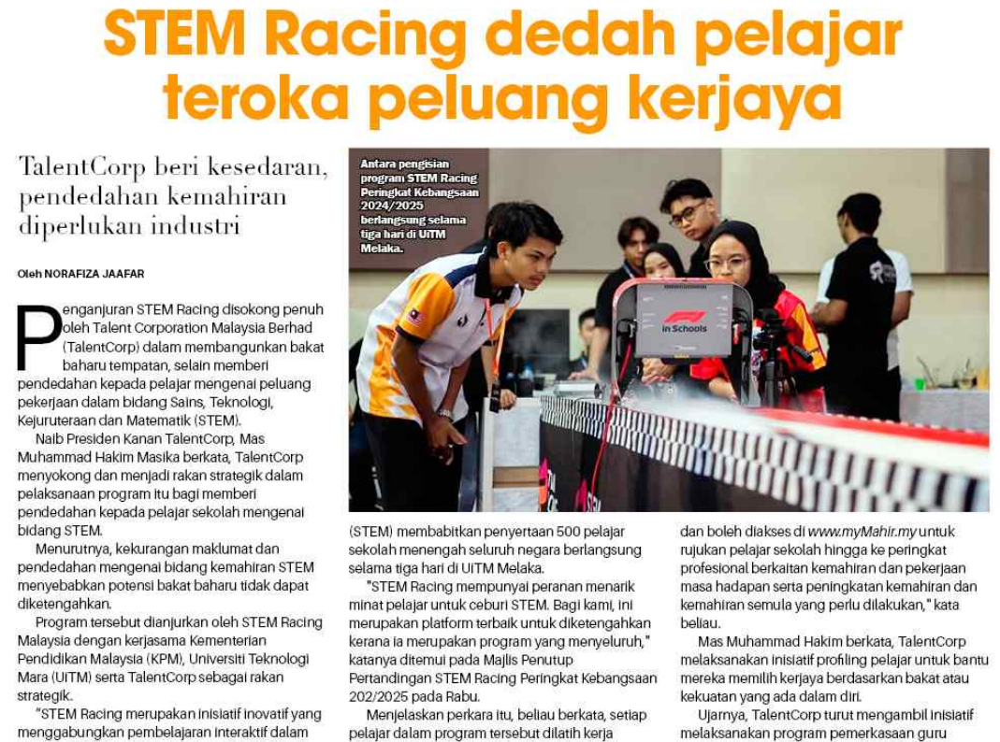 STEM Racing dedah pelajar
teroka peluang kerjaya
TalentCorp beri kesedaran,
pendedahan kemahiran
diperlukan industri
Oleh NORAFIZA JAAFAR
Penganjuran STEM Racing disokong penuh
oleh Talent Corporation Malaysia Berhad
(TalentCorp) dalam membangunkan bakat
baharu tempatan, selain memberi
pendedahan kepada pelajar mengenai peluang
pekerjaan dalam bidang Sains, Teknologi,
Kejuruteraan dan Matematik (STEM).
Naib Presiden Kanan TalentCorp, Mas
Muhammad Hakim Masika berkata, TalentCorp
menyokong dan menjadi rakan strategik dalam
pelaksanaan program itu bagi memberi
pendedahan kepada pelajar sekolah mengenai
bidang STEM.
Menurutnya, kekurangan maklumat dan
pendedahan mengenai bidang kemahiran STEM
menyebabkan potensi bakat baharu tidak dapat
diketengahkan.
Program tersebut dianjurkan oleh STEM Racing
Malaysia dengan kerjasama Kementerian
Pendidikan Malaysia (KPM), Universiti Teknologi
Mara (UiTM) serta TalentCorp sebagai rakan
strategik.
"STEM Racing merupakan inisiatif inovatif yang
menggabungkan pembelajaran interaktif dalam
Antara pengisian
program STEM Racing
Peringkat Kebangsaan
2024/2025
berlangsung selama
tiga hari di UiTM
Melaka.
F1
in Schools
(STEM) membabitkan penyertaan 500 pelajar
sekolah menengah seluruh negara berlangsung
selama tiga hari di UiTM Melaka.
"STEM Racing mempunyai peranan menarik
minat pelajar untuk ceburi STEM. Bagi kami, ini
merupakan platform terbaik untuk diketengahkan
kerana ia merupakan program yang menyeluruh,"
katanya ditemui pada Majlis Penutup
Pertandingan STEM Racing Peringkat Kebangsaan
202/2025 pada Rabu.
Menjelaskan perkara itu, beliau berkata, setiap
pelajar dalam program tersebut dilatih kerja
dan boleh diakses di www.myMahir.my untuk
rujukan pelajar sekolah hingga ke peringkat
profesional berkaitan kemahiran dan pekerjaan
masa hadapan serta peningkatan kemahiran dan
kemahiran semula yang perlu dilakukan," kata
beliau.
Mas Muhammad Hakim berkata, TalentCorp
melaksanakan inisiatif profiling pelajar untuk bantu
mereka memilih kerjaya berdasarkan bakat atau
kekuatan yang ada dalam diri.
Ujarnya, TalentCorp turut mengambil inisiatif
melaksanakan program pemerkasaan guru